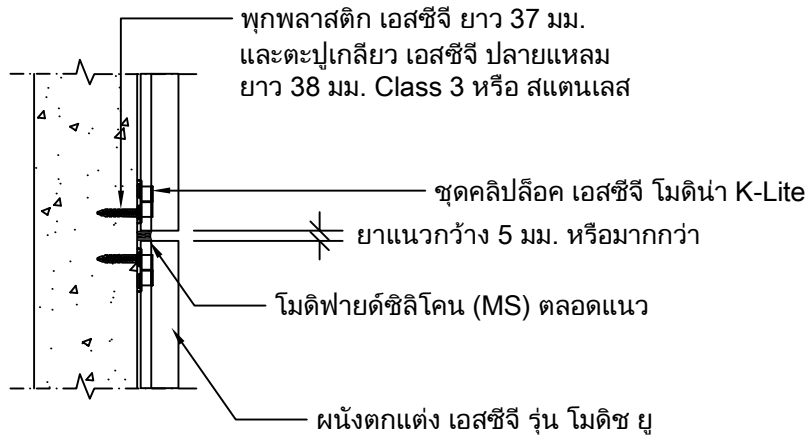 พุกพลาสติก เอสซีจี ยาว 37 มม.
และตะปูเกลียว เอสซีจี ปลายแหลม
ยาว 38 มม. Class 3 หรือ สแตนเลส
ชุดคลิปล็อค เอสซีจี โมดิน่า K-Lite
ยาแนวกว้าง 5 มม. หรือมากกว่า
โมดิฟายด์ซิลิโคน (MS) ตลอดแนว
ผนังตกแต่ง เอสซีจี รุ่น โมดิช ยู